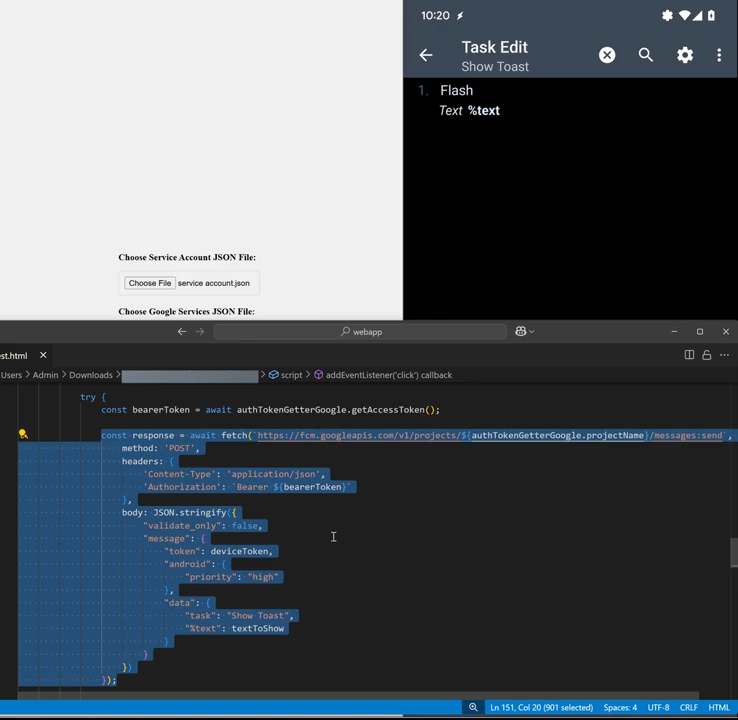 10:20
Task Edit
Show Toast
1. Flash
Text %text
Choose Service Account JSON File:
Choose File service account.json
Choose Google Services JSON File:
webapp
est.html
Users > Admin > Downloads > > script > addEventListener('click') callback
try {
const bearerToken = await authTokenGetterGoogle.getAccessToken();
const response = await fetch(`https://fcm.googleapis.com/v1/projects/${authTokenGetterGoogle.projectName}/messages:send`,
method: 'POST',
headers: {
'Content-Type': 'application/json',
'Authorization': `Bearer ${bearerToken}`
},
body: JSON.stringify({
"validate_only": false,
"message": {
"token": deviceToken,
"android": {
"priority": "high"
},
"data": {
"task": "Show Toast",
"%text": textToShow
}
}
})
});
Ln 151, Col 20 (901 selected) Spaces: 4 UTF-8 CRLF HTML